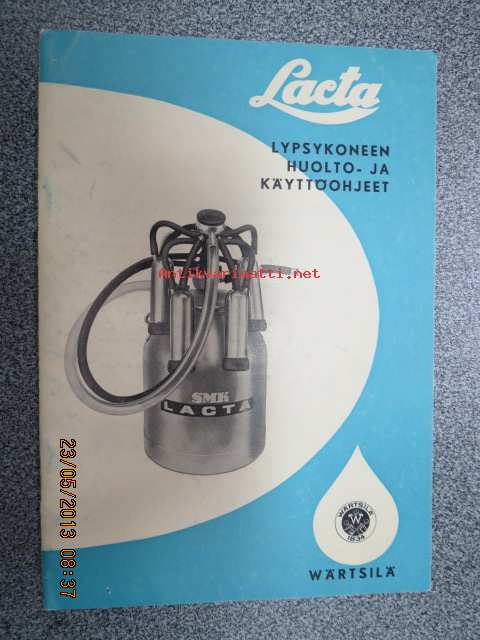 Lacta
LYPSYKONEEN
HUOLTO- JA
KÄYTTÖOHJEET
Antikvariaatti.net
SMK
LACTA
WÄRTSILÄ
W
1834
WÄRTSILÄ
23/05/2013 08:37